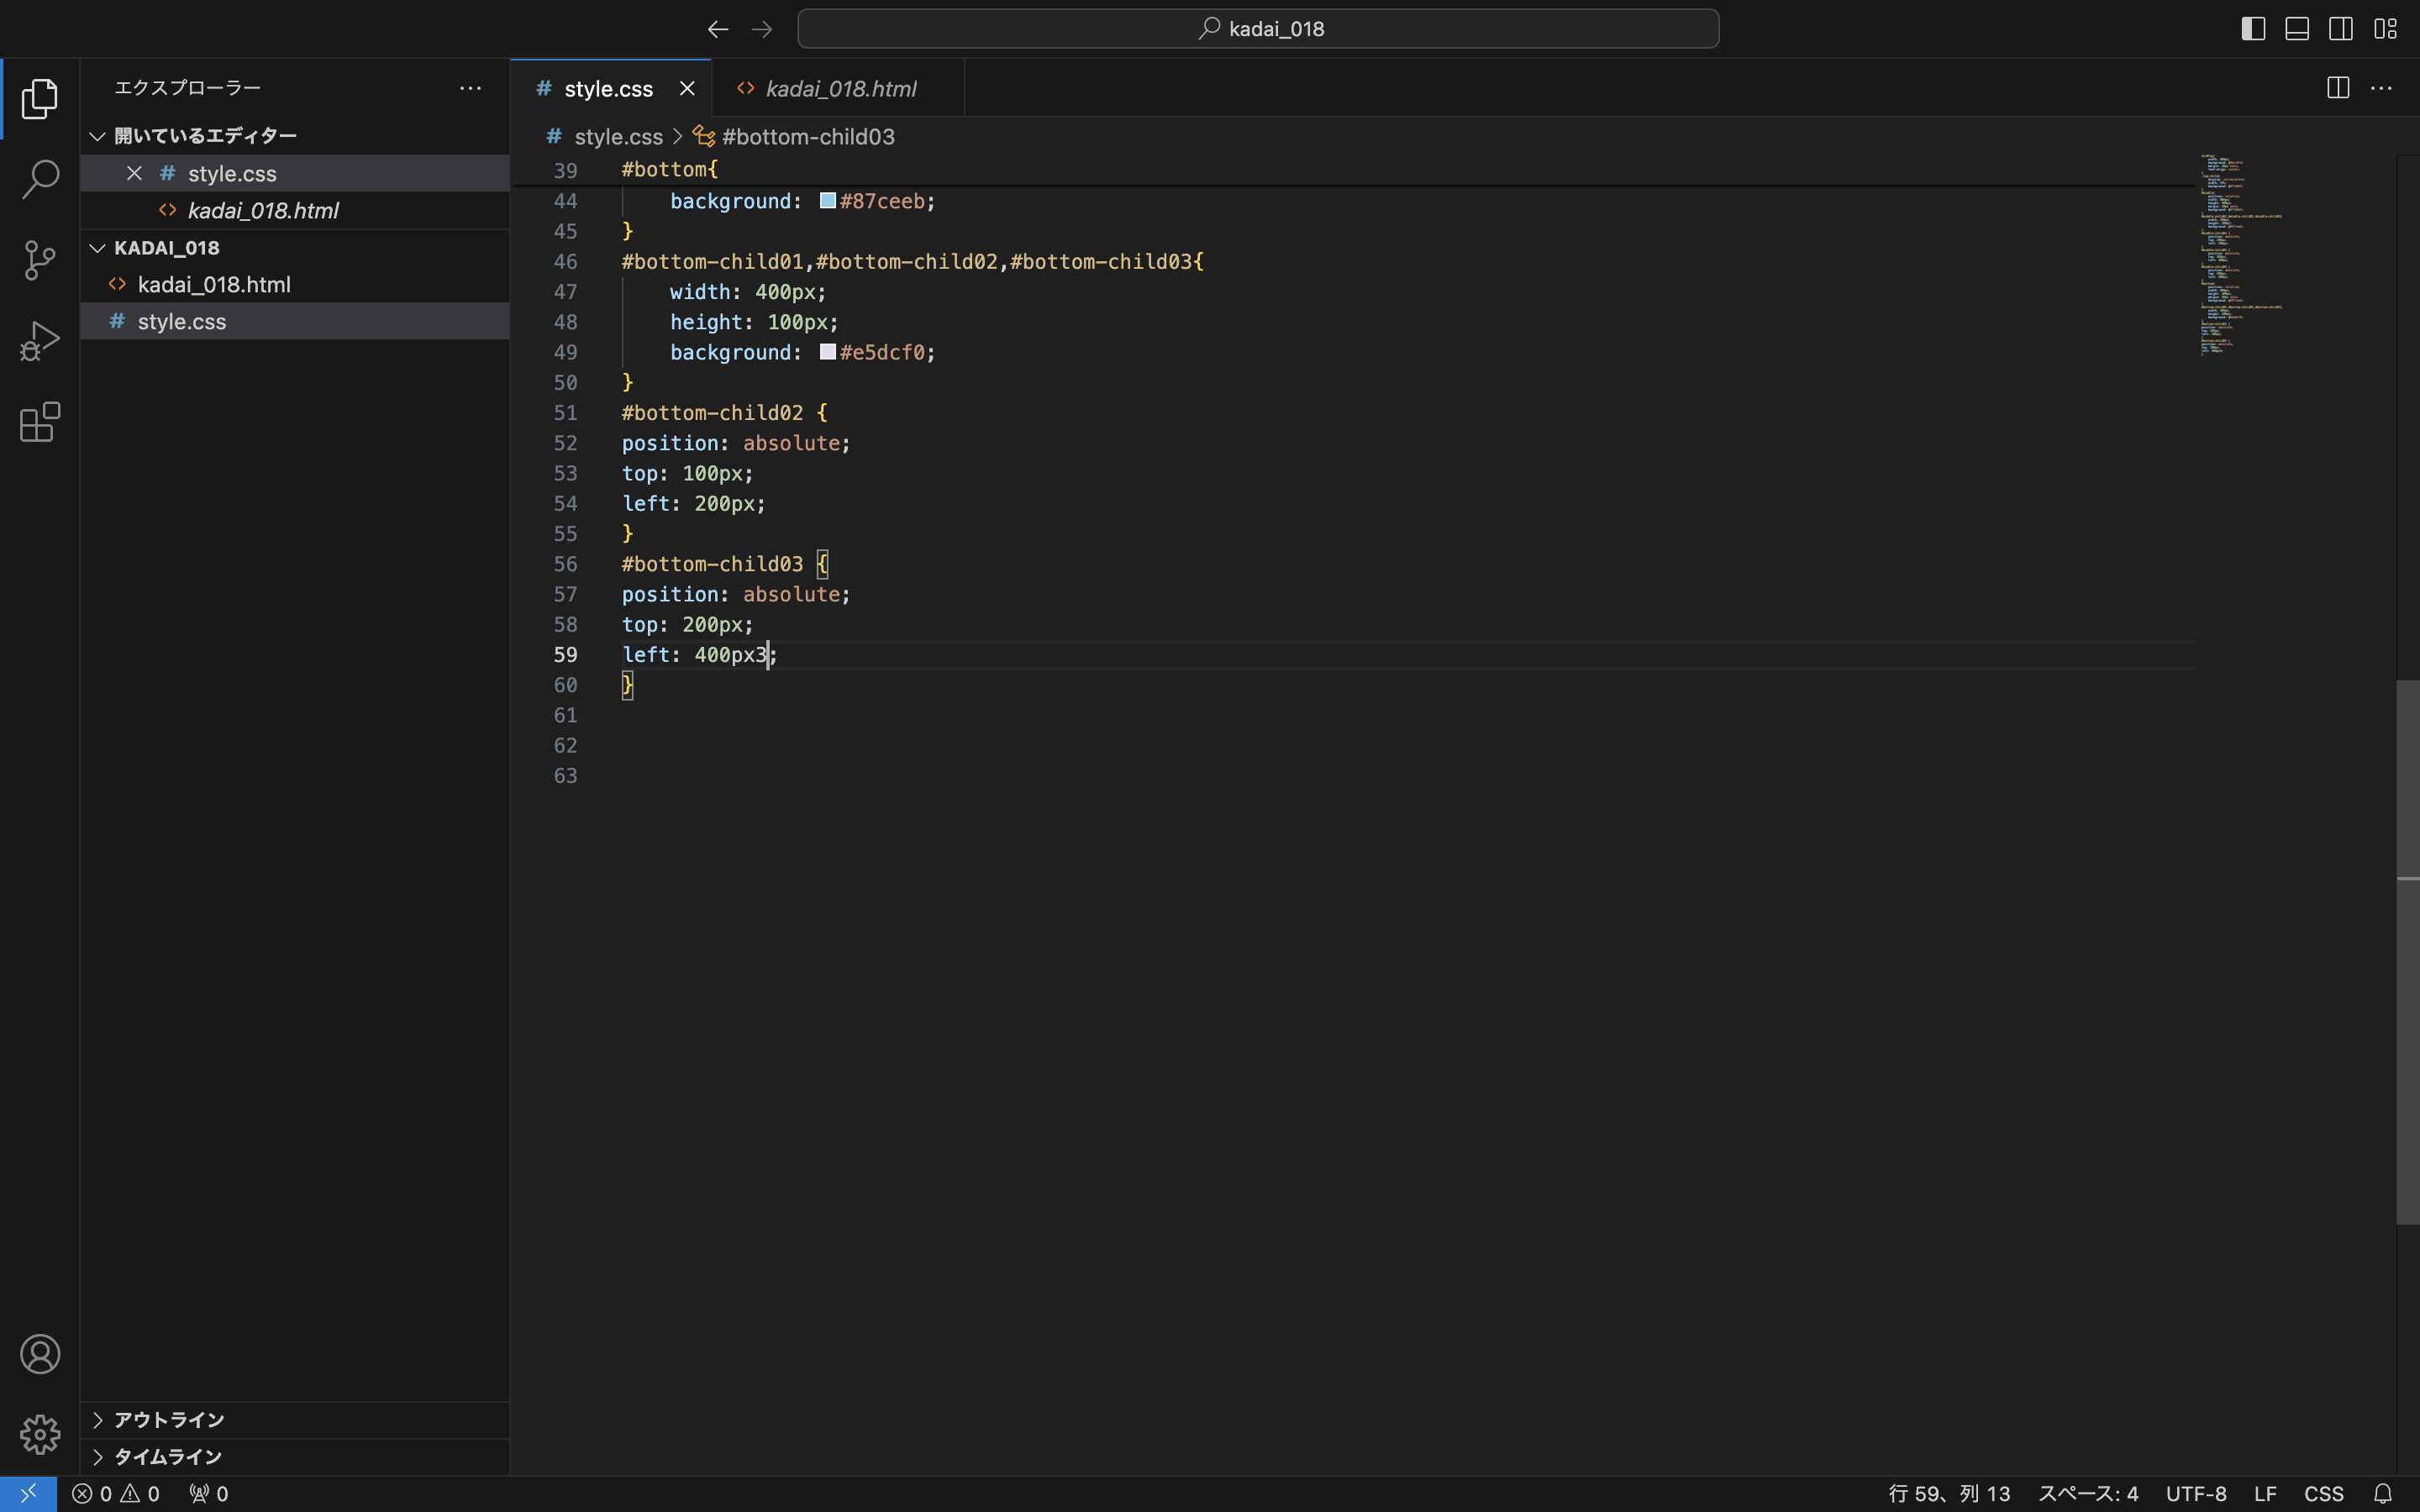 kadai_018
エクスプローラー
開いているエディター
style.css
kadai_018.html
KADAI_018
kadai_018.html
style.css
アウトライン
タイムライン
style.css
kadai_018.html
style.css > #bottom-child03
39 #bottom{
44 background: #87ceeb;
45 }
46 #bottom-child01,#bottom-child02,#bottom-child03{
47 width: 400px;
48 height: 100px;
49 background: #e5dcf0;
50 }
51 #bottom-child02 {
52 position: absolute;
53 top: 100px;
54 left: 200px;
55 }
56 #bottom-child03 {
57 position: absolute;
58 top: 200px;
59 left: 400px3;
60 }
61
62
63
0 0 0
行 59、列 13 スペース: 4 UTF-8 LF CSS